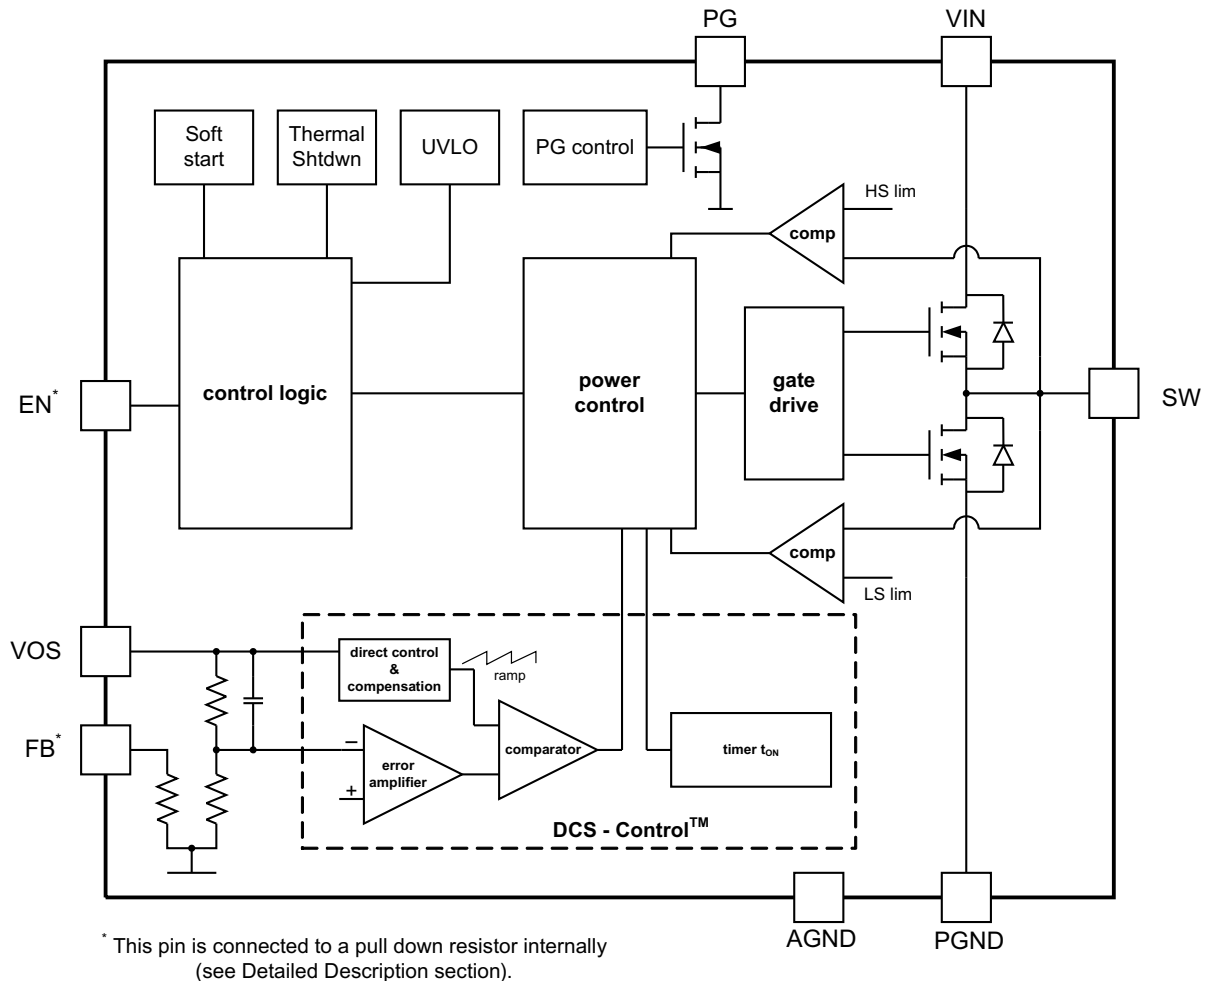 PG
VIN
Soft
start
Thermal
Shtdwn
UVLO
PG control
HS lim
comp
control logic
power
control
gate
drive
EN*
SW
comp
LS lim
VOS
direct control
&
compensation
ramp
FB*
comparator
timer tON
−
error
amplifier
+
DCS - Control™
AGND
PGND
* This pin is connected to a pull down resistor internally
(see Detailed Description section).